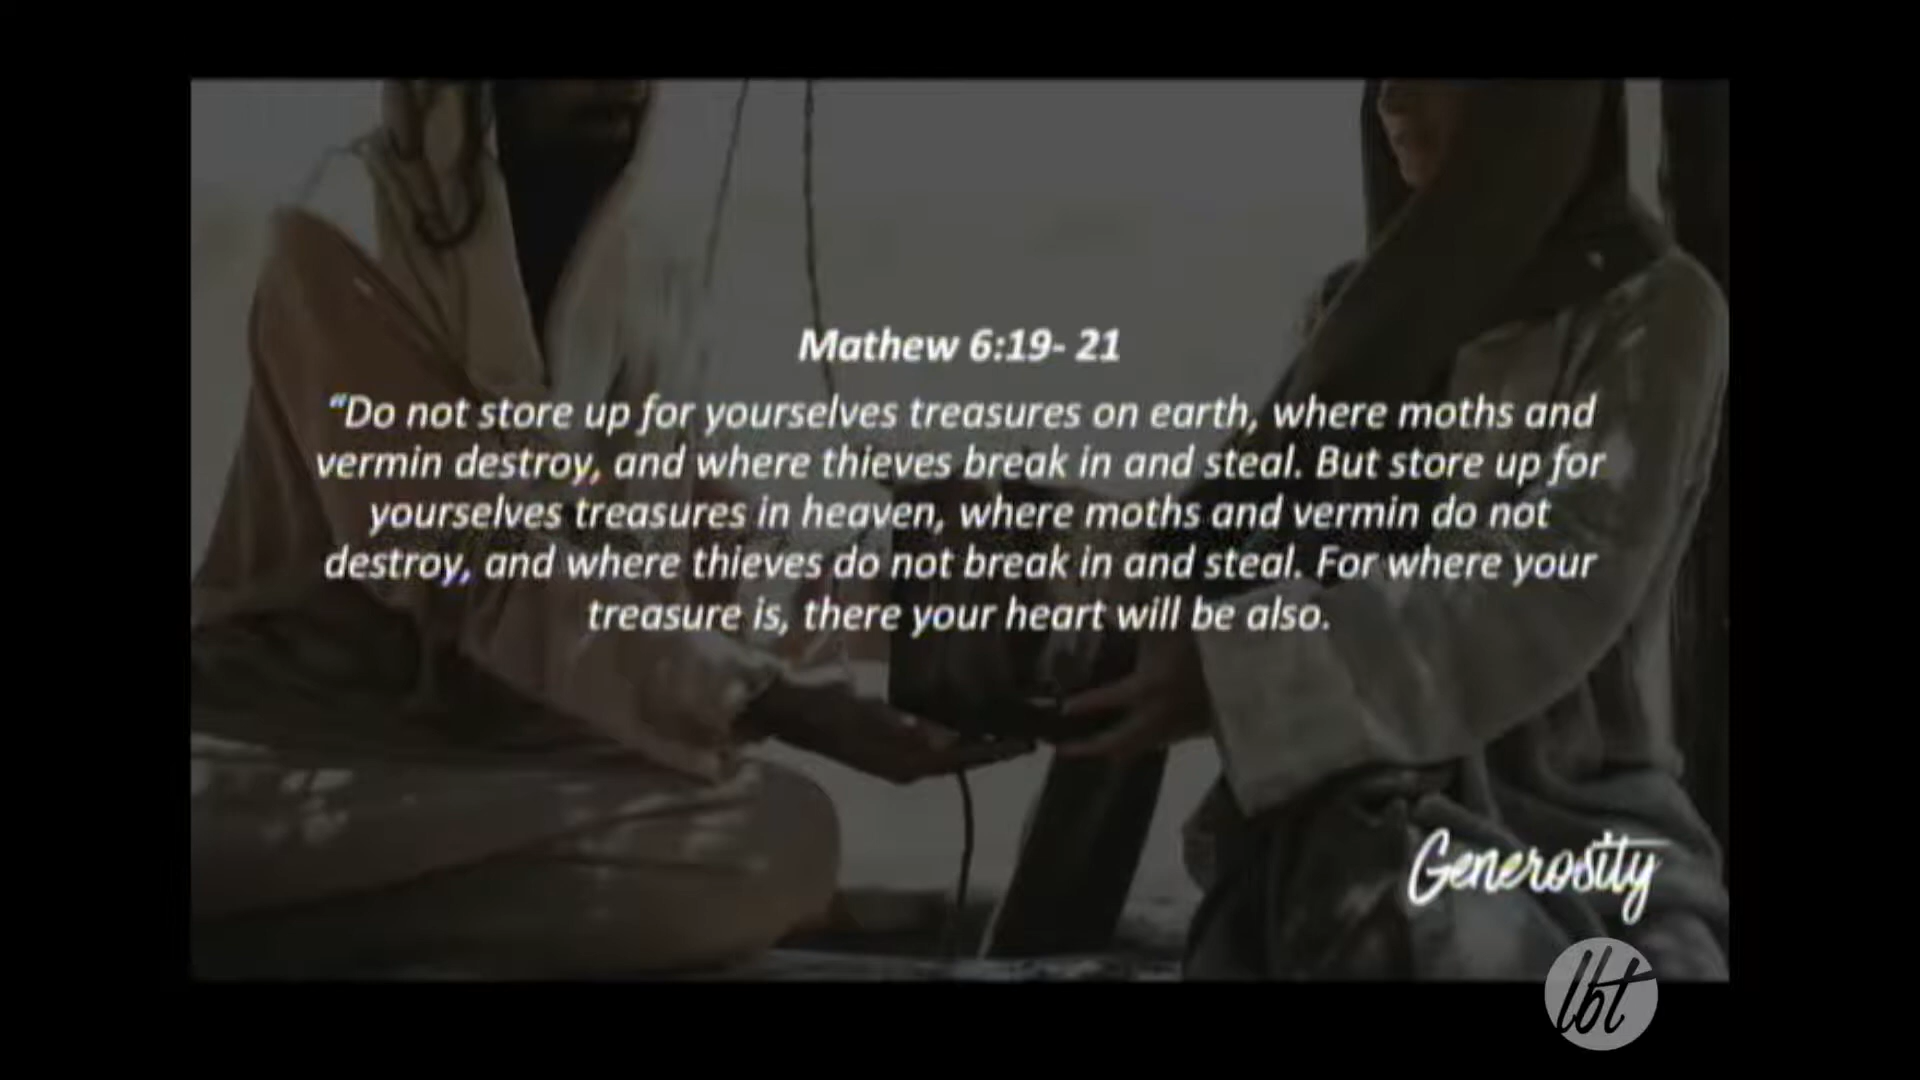 Mathew 6:19- 21
“Do not store up for yourselves treasures on earth, where moths and
vermin destroy, and where thieves break in and steal. But store up for
yourselves treasures in heaven, where moths and vermin do not
destroy, and where thieves do not break in and steal. For where your
treasure is, there your heart will be also.
Generosity
lbt